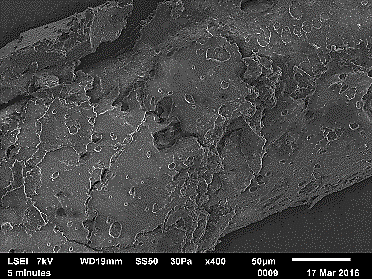 LSEI 7kV WD19mm SS50 30Pa x400 50µm
5 minutes 0009 17 Mar 2016